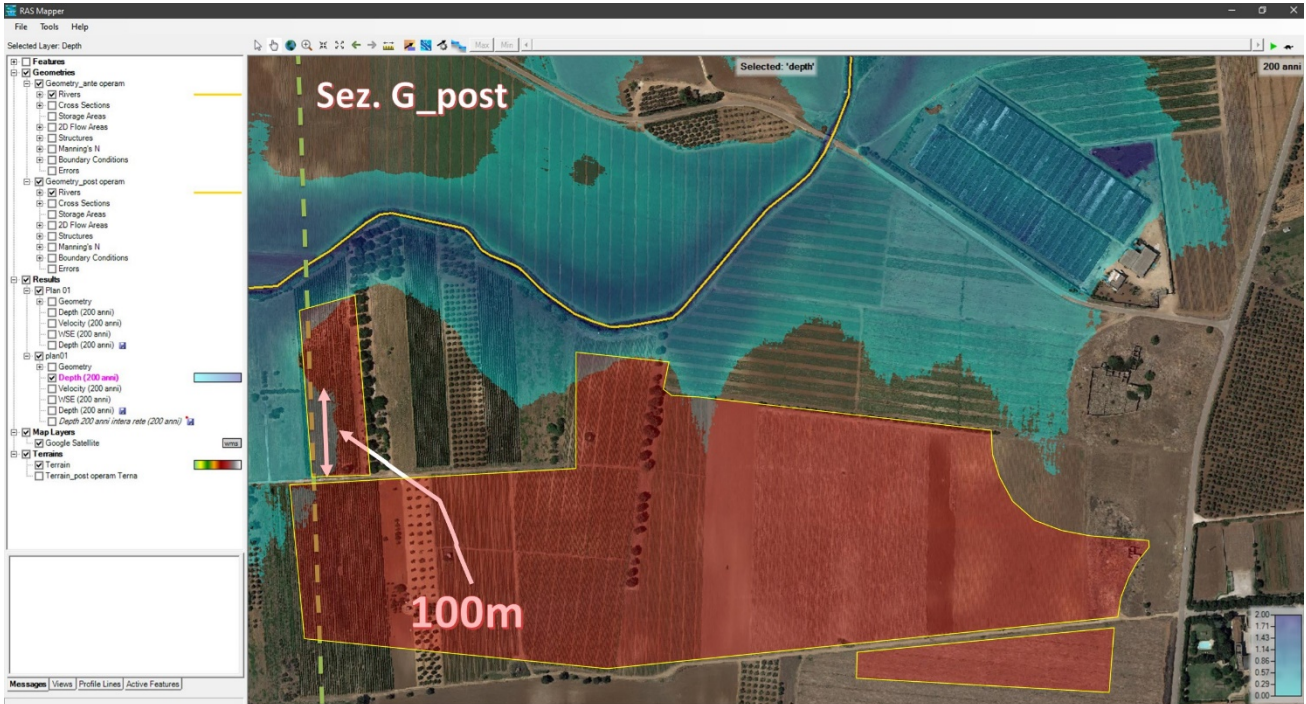 RAS Mapper
File Tools Help
Selected Layer: Depth
Max Min
Features
Geometries
Geometry_ante operam
Rivers
Cross Sections
Storage Areas
2D Flow Areas
Structures
Manning's N
Boundary Conditions
Errors
Geometry_post operam
Rivers
Cross Sections
Storage Areas
2D Flow Areas
Structures
Manning's N
Boundary Conditions
Errors
Results
Plan 01
Geometry
Depth (200 anni)
Velocity (200 anni)
WSE (200 anni)
Depth (200 anni)
plan01
Geometry
Depth (200 anni)
Velocity (200 anni)
WSE (200 anni)
Depth (200 anni)
Depth 200 anni intera rete (200 anni)
Map Layers
Google Satellite wms
Terrains
Terrain
Terrain_post operam Terna
Messages Views Profile Lines Active Features
Selected: 'depth'
200 anni
Sez. G_post
100m
2.00
1.71
1.43
1.14
0.86
0.57
0.29
0.00